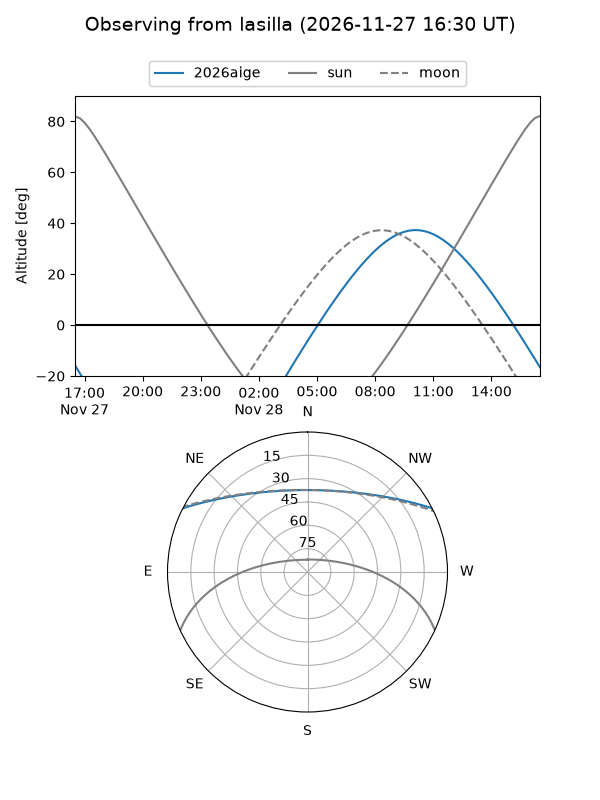 Observing from lasilla (2026-11-27 16:30 UT)
2026aige sun moon
80
60
40
20
0
−20
Altitude [deg]
17:00 20:00 23:00 02:00 05:00 08:00 11:00 14:00
Nov 27 Nov 28
N
NE NW
15
30
45
60
75
E W
SE SW
S